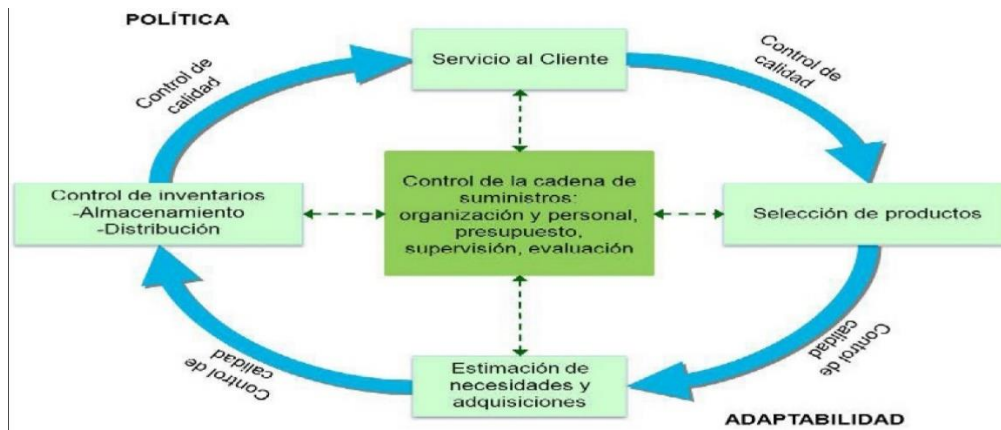 POLÍTICA
Servicio al Cliente
Control de
calidad
Control de
calidad
Control de inventarios
-Almacenamiento
-Distribución
Control de la cadena de
suministros:
organización y personal,
presupuesto,
supervisión, evaluación
Selección de productos
Control de
calidad
Control de
calidad
Estimación de
necesidades y
adquisiciones
ADAPTABILIDAD